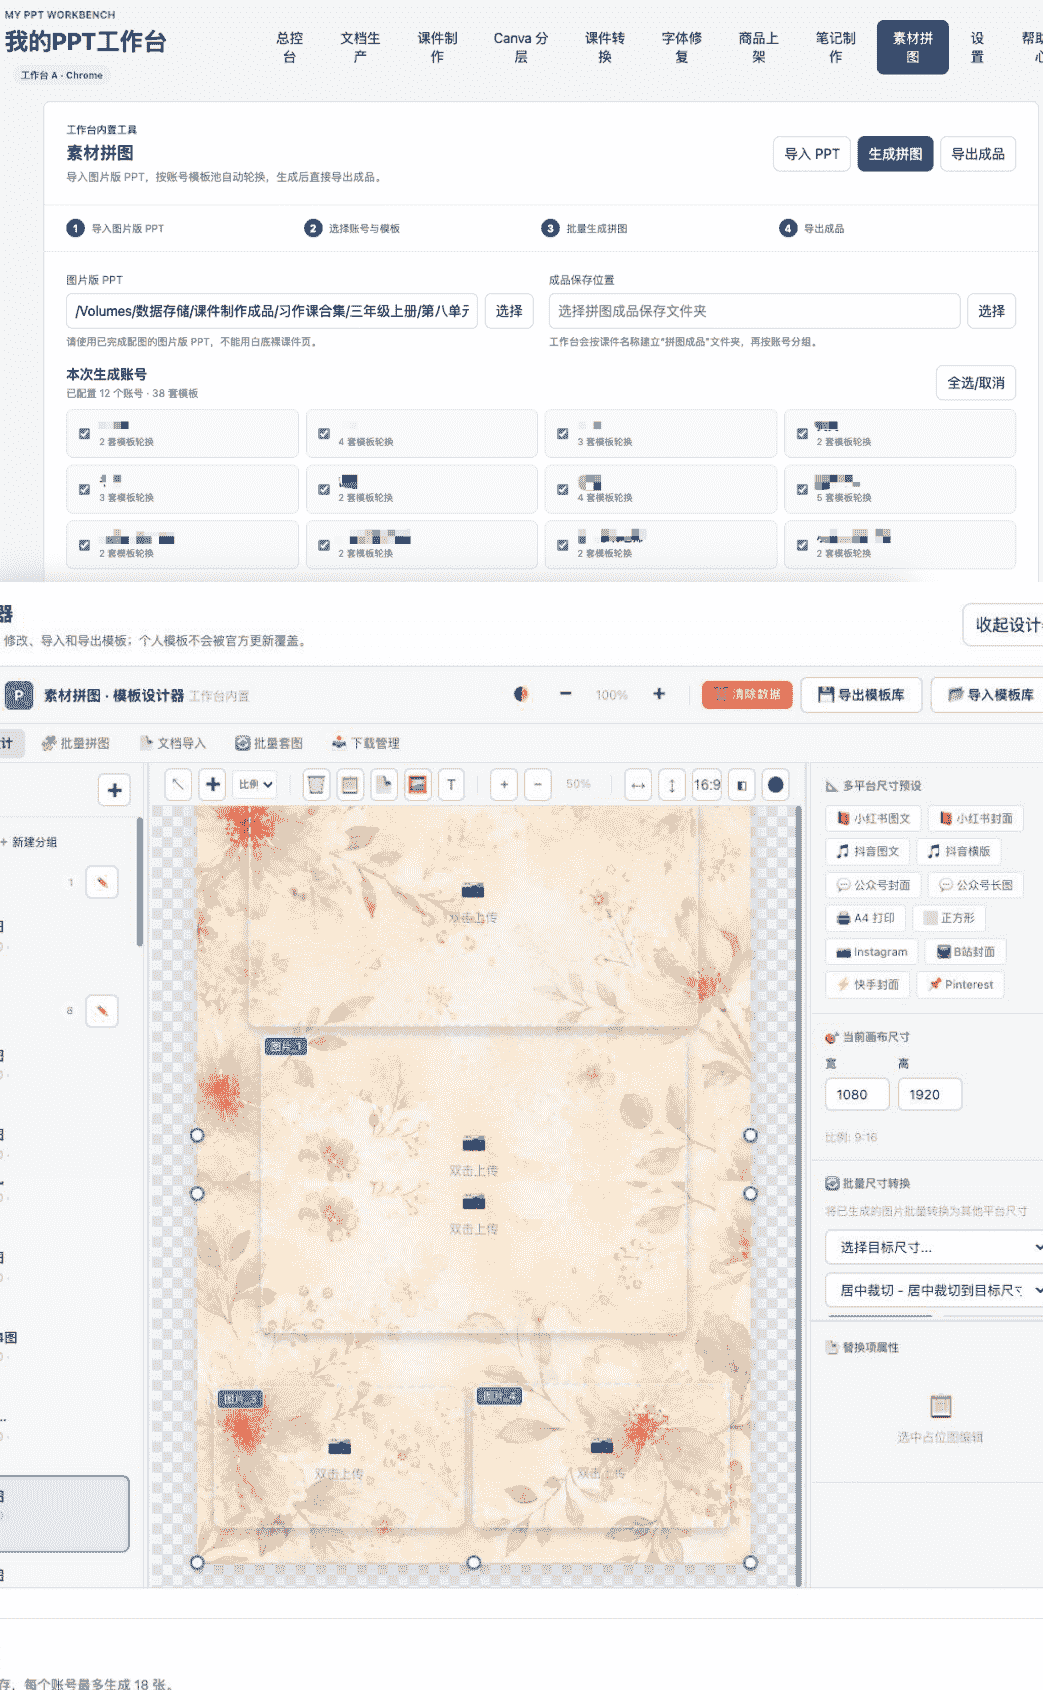 MY PPT WORKBENCH
我的PPT工作台
工作台 A · Chrome
总控台
文档生产
课件制作
Canva 分层
课件转换
字体修复
商品上架
笔记制作
素材拼图
设置
帮助
工作台内置工具
素材拼图
导入图片版 PPT，按账号模板池自动轮换，生成后直接导出成品。
导入 PPT
生成拼图
导出成品
1 导入图片版 PPT
2 选择账号与模板
3 批量生成拼图
4 导出成品
图片版 PPT
成品保存位置
/Volumes/数据存储/课件制作成品/习作课合集/三年级上册/第八单元
选择
选择拼图成品保存文件夹
选择
请使用已完成配图的图片版 PPT，不能用白底裸课件页。
工作台会按课件名称建立“拼图成品”文件夹，再按账号分组。
本次生成账号
已配置 12 个账号 · 38 套模板
全选/取消
2 套模板轮换
4 套模板轮换
3 套模板轮换
2 套模板轮换
3 套模板轮换
2 套模板轮换
4 套模板轮换
5 套模板轮换
2 套模板轮换
2 套模板轮换
2 套模板轮换
2 套模板轮换
器
修改、导入和导出模板；个人模板不会被官方更新覆盖。
收起设计
P
素材拼图 · 模板设计器 工作台内置
100%
清除数据
导出模板库
导入模板库
计
批量拼图
文档导入
批量套图
下载管理
比例
T
50%
16:9
+ 新建分组
1
8
图
图
图
图
4图
...
图
图
双击上传
图片 1
双击上传
双击上传
图片 3
双击上传
图片 4
双击上传
多平台尺寸预设
小红书图文
小红书封面
抖音图文
抖音横版
公众号封面
公众号长图
A4 打印
正方形
Instagram
B站封面
快手封面
Pinterest
当前画布尺寸
宽
高
1080
1920
比例: 9:16
批量尺寸转换
将已生成的图片批量转换为其他平台尺寸
选择目标尺寸...
居中裁切 - 居中裁切到目标尺寸
替换项属性
选中占位图编辑
存，每个账号最多生成 18 张。